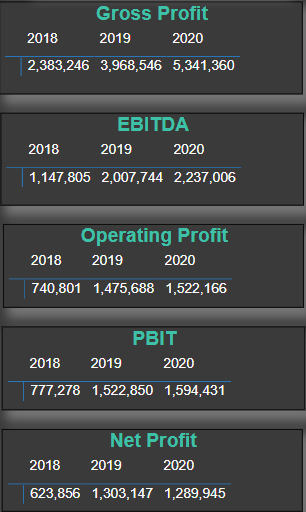 Gross Profit
2018 2019 2020
2,383,246 3,968,546 5,341,360
EBITDA
2018 2019 2020
1,147,805 2,007,744 2,237,006
Operating Profit
2018 2019 2020
740,801 1,475,688 1,522,166
PBIT
2018 2019 2020
777,278 1,522,850 1,594,431
Net Profit
2018 2019 2020
623,856 1,303,147 1,289,945